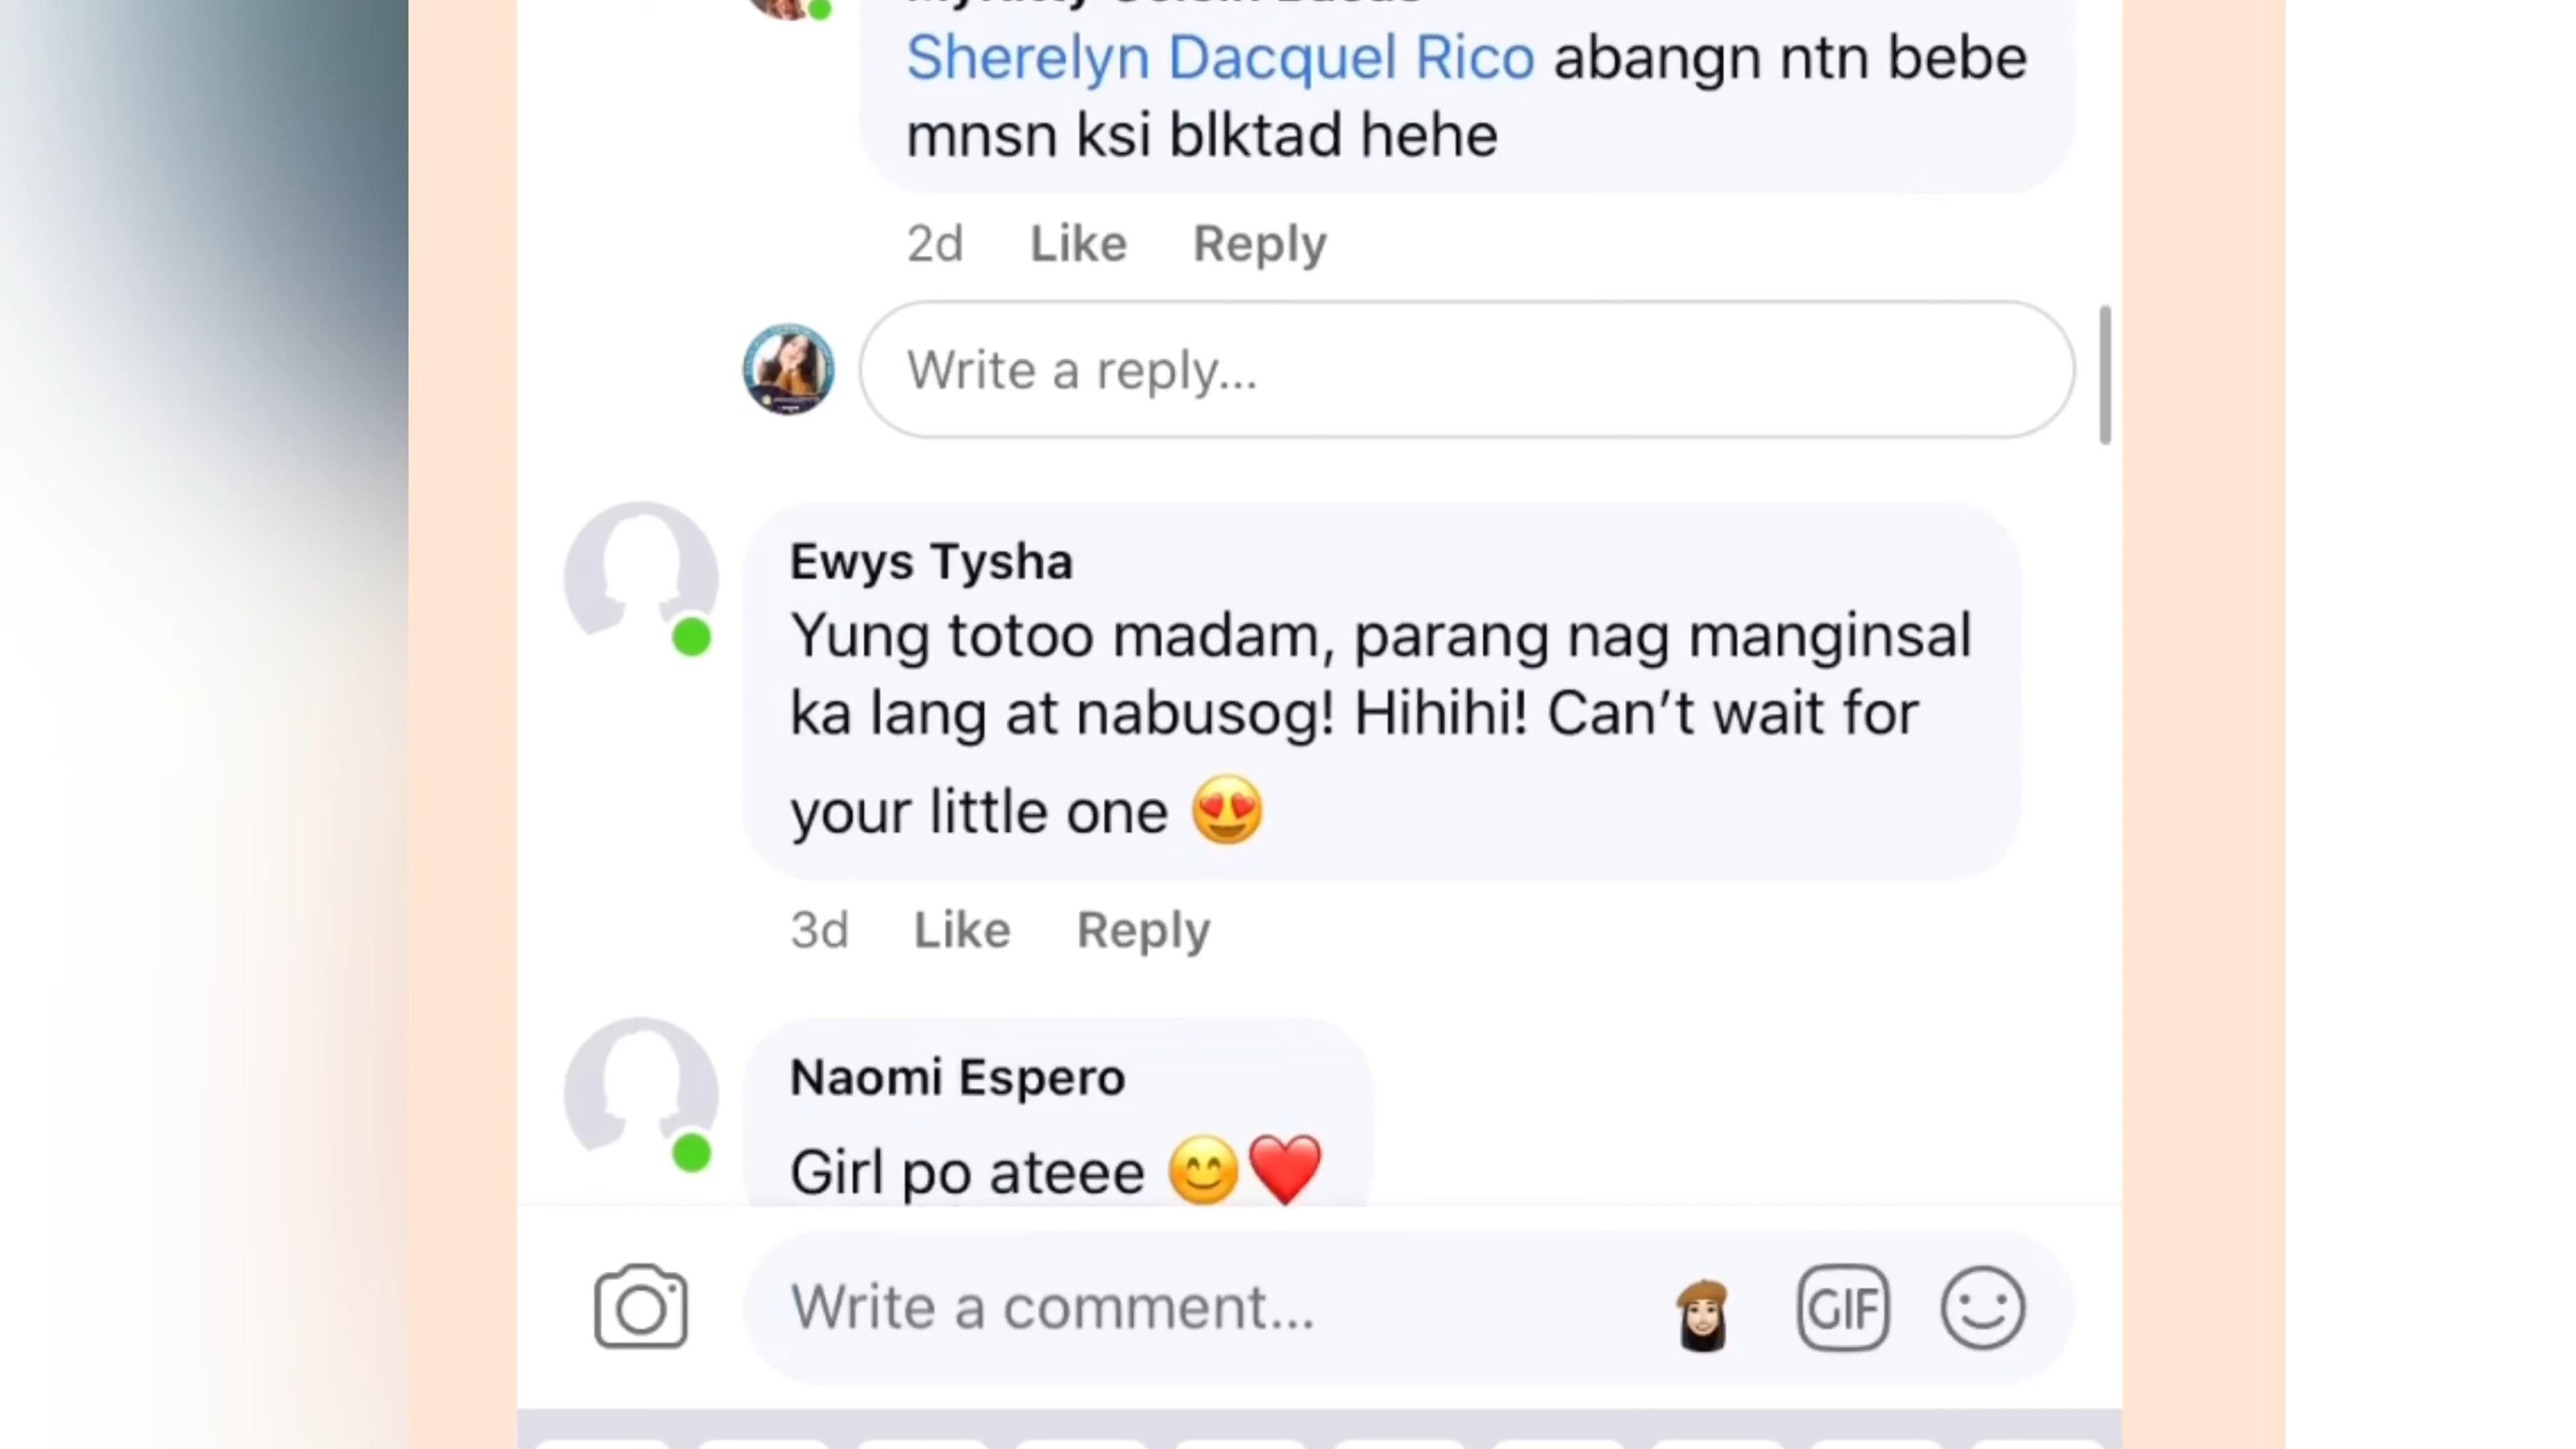 Sherelyn Dacquel Rico abangn ntn bebe
mnsn ksi blktad hehe
2d Like Reply
Write a reply...
Ewys Tysha
Yung totoo madam, parang nag manginsal
ka lang at nabusog! Hihihi! Can't wait for
your little one 😍
3d Like Reply
Naomi Espero
Girl po ateee 😊❤️
Write a comment...
GIF